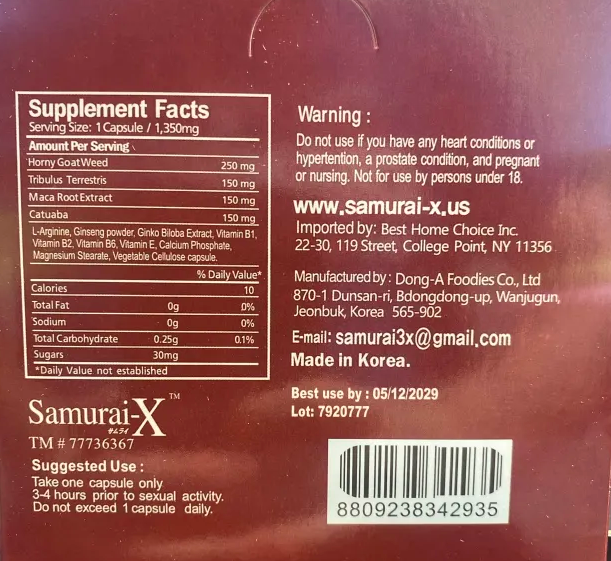 Supplement Facts
Serving Size: 1 Capsule / 1,350mg
Amount Per Serving
Horny Goat Weed 250 mg
Tribulus Terrestris 150 mg
Maca Root Extract 150 mg
Catuaba 150 mg
L-Arginine, Ginseng powder, Ginko Biloba Extract, Vitamin B1,
Vitamin B2, Vitamin B6, Vitamin E, Calcium Phosphate,
Magnesium Stearate, Vegetable Cellulose capsule.
% Daily Value*
Calories 10
Total Fat 0g 0%
Sodium 0g 0%
Total Carbohydrate 0.25g 0.1%
Sugars 30mg
*Daily Value not established
Samurai-X™
サムライ
TM # 77736367
Suggested Use :
Take one capsule only
3-4 hours prior to sexual activity.
Do not exceed 1 capsule daily.
Warning :
Do not use if you have any heart conditions or
hypertention, a prostate condition, and pregnant
or nursing. Not for use by persons under 18.
www.samurai-x.us
Imported by: Best Home Choice Inc.
22-30, 119 Street, College Point, NY 11356
Manufactured by : Dong-A Foodies Co., Ltd
870-1 Dunsan-ri, Bdongdong-up, Wanjugun,
Jeonbuk, Korea 565-902
E-mail: samurai3x@gmail.com
Made in Korea.
Best use by : 05/12/2029
Lot: 7920777
8809238342935